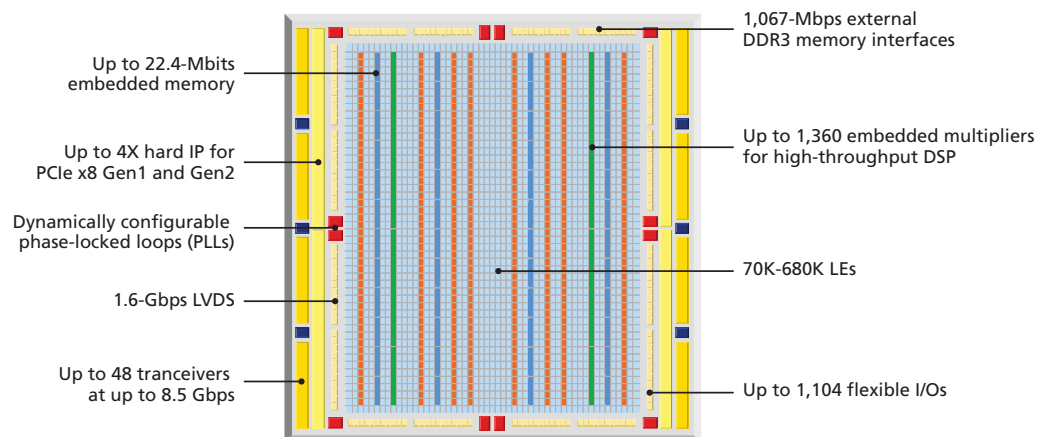 Up to 22.4-Mbits
embedded memory
Up to 4X hard IP for
PCIe x8 Gen1 and Gen2
Dynamically configurable
phase-locked loops (PLLs)
1.6-Gbps LVDS
Up to 48 tranceivers
at up to 8.5 Gbps
1,067-Mbps external
DDR3 memory interfaces
Up to 1,360 embedded multipliers
for high-throughput DSP
70K-680K LEs
Up to 1,104 flexible I/Os